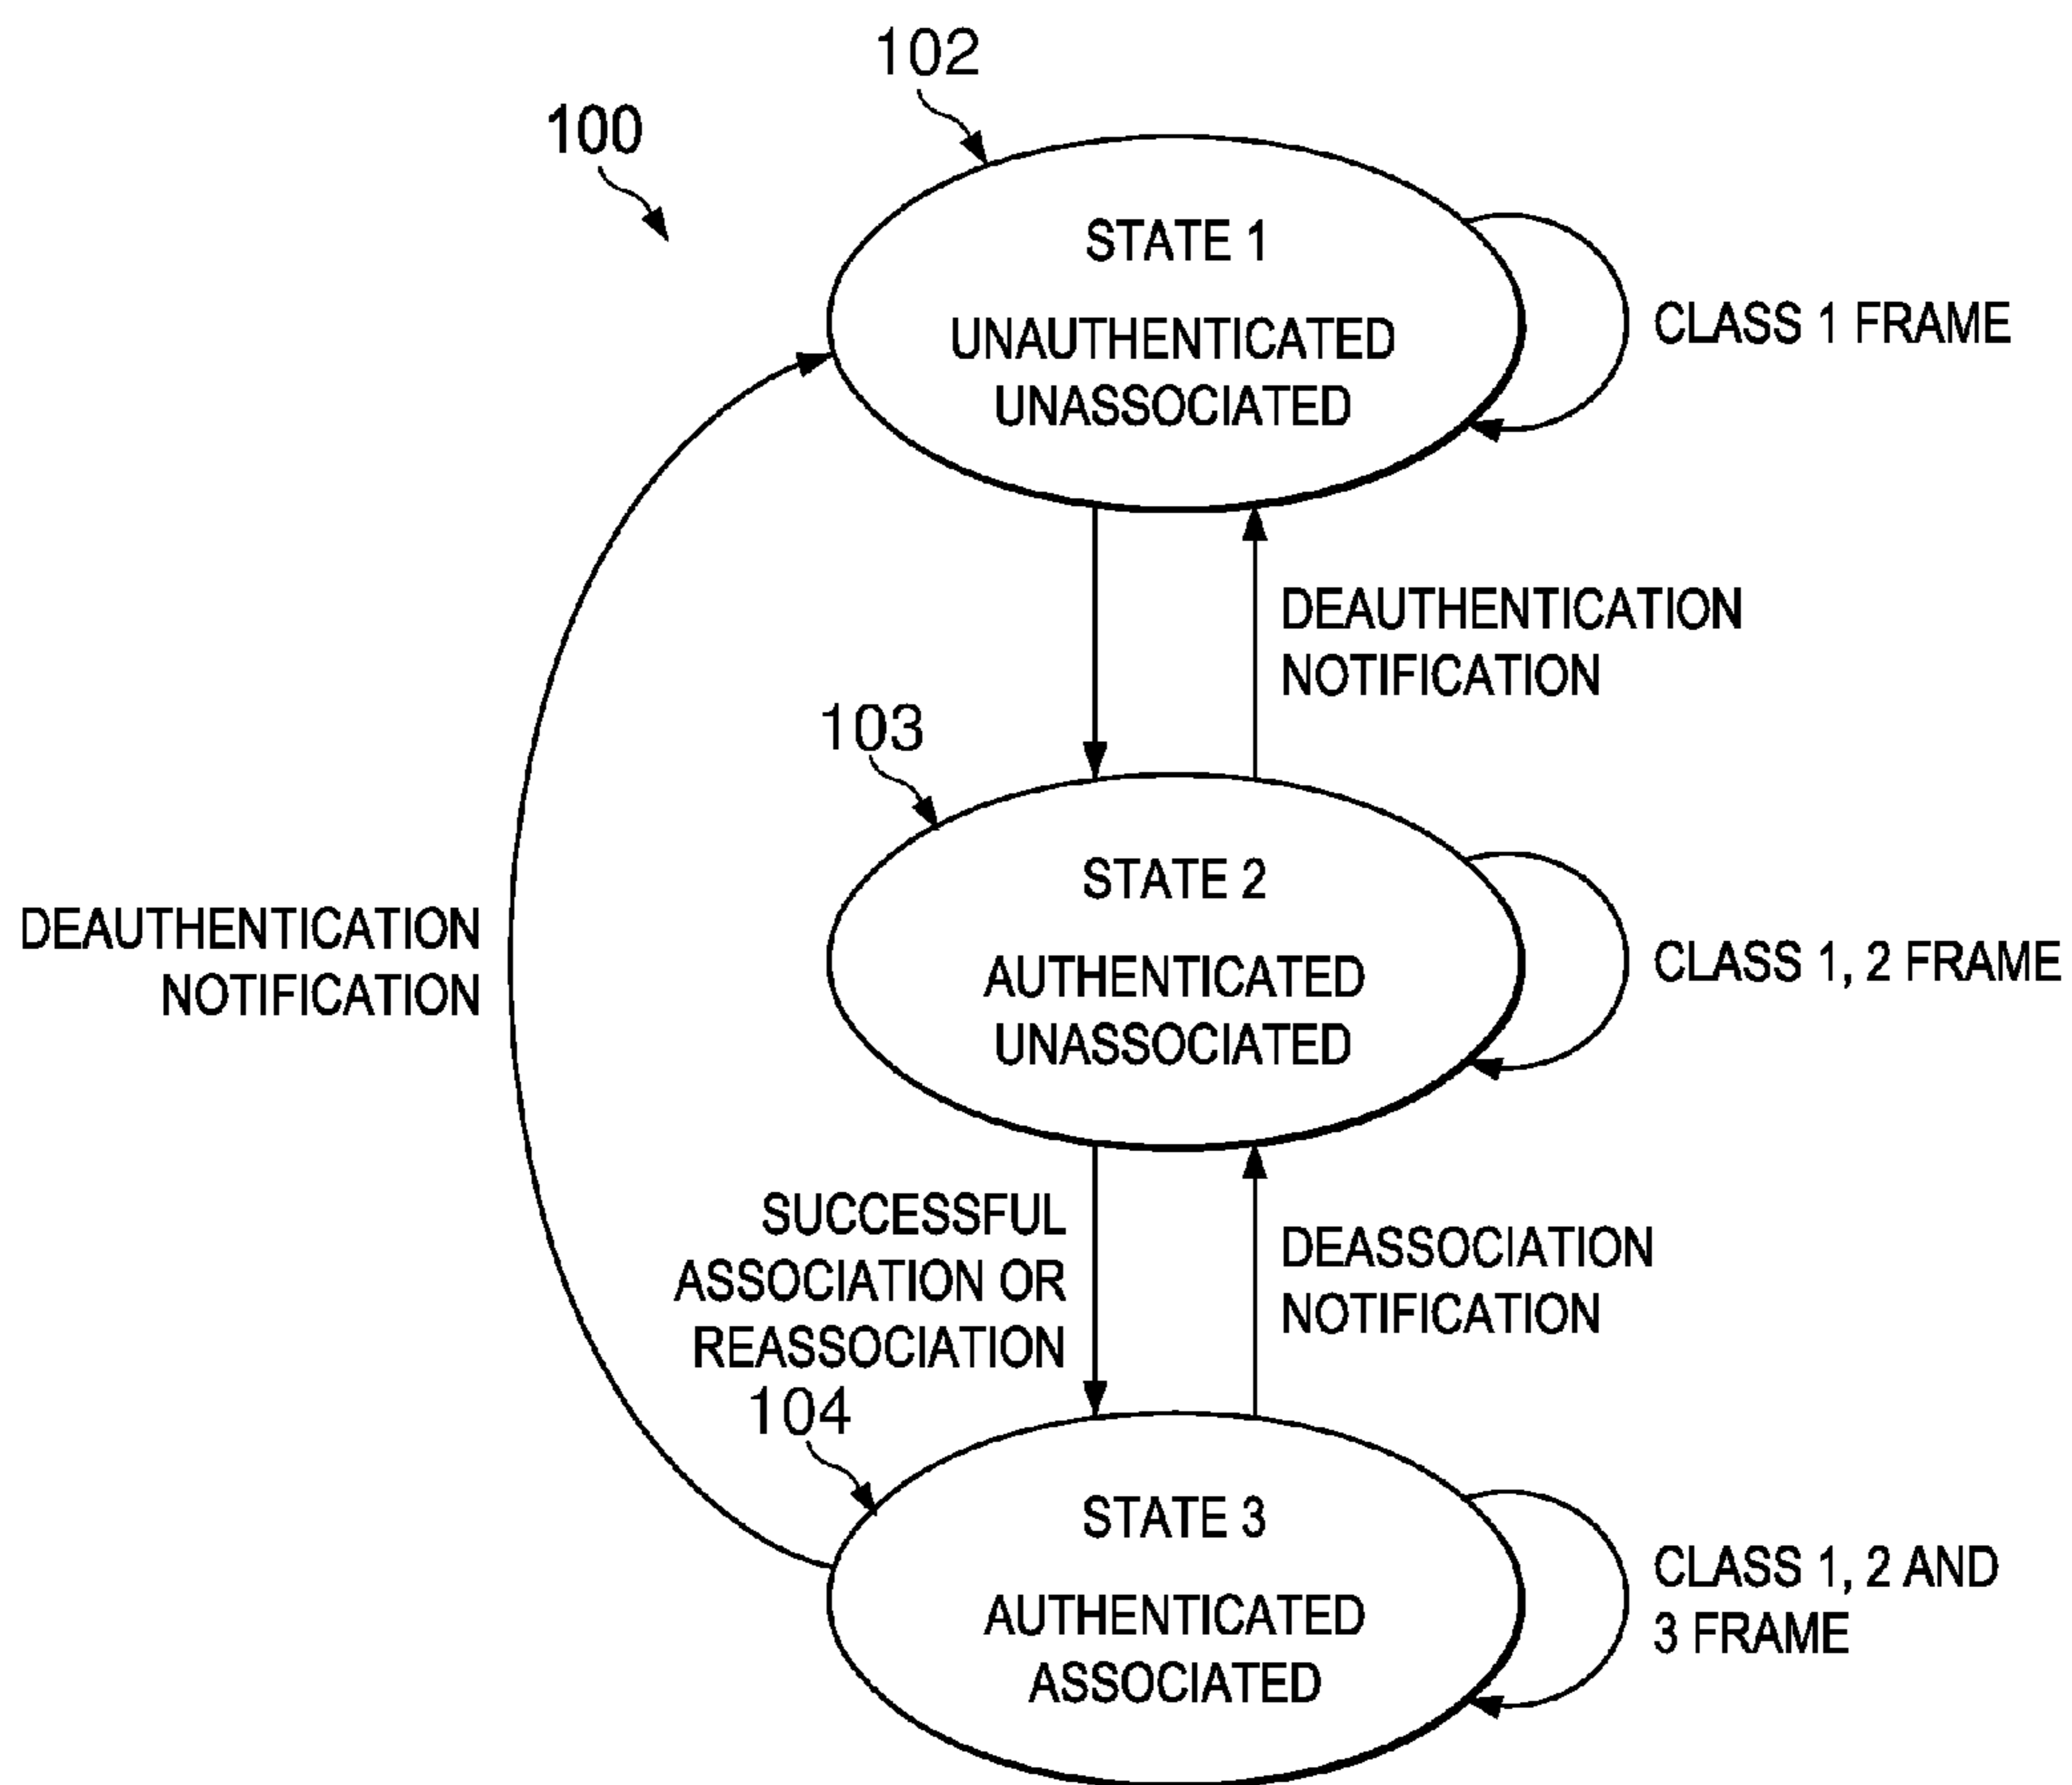 102
100
STATE 1
UNAUTHENTICATED
UNASSOCIATED
CLASS 1 FRAME
DEAUTHENTICATION
NOTIFICATION
103
STATE 2
AUTHENTICATED
UNASSOCIATED
CLASS 1, 2 FRAME
DEAUTHENTICATION
NOTIFICATION
SUCCESSFUL
ASSOCIATION OR
REASSOCIATION
DEASSOCIATION
NOTIFICATION
104
STATE 3
AUTHENTICATED
ASSOCIATED
CLASS 1, 2 AND
3 FRAME